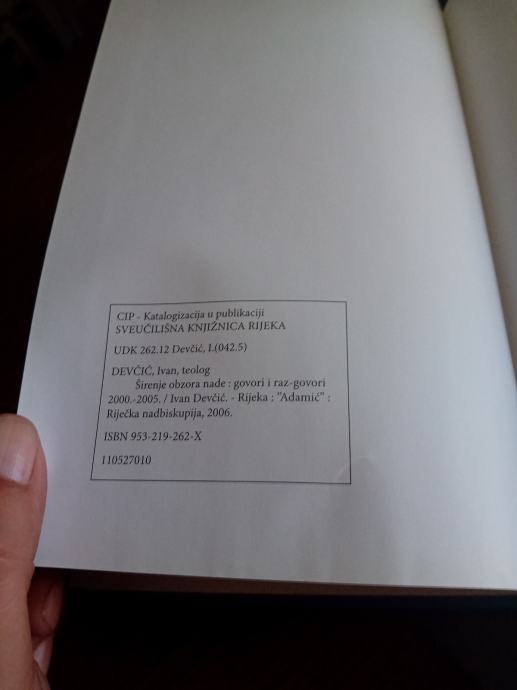 CIP - Katalogizacija u publikaciji
SVEUČILIŠNA KNJIŽNICA RIJEKA
UDK 262.12 Devčić, I.(042.5)
DEVČIĆ, Ivan, teolog
Širenje obzora nade : govori i raz-govori
2000.-2005. / Ivan Devčić. - Rijeka : "Adamić" :
Riječka nadbiskupija, 2006.
ISBN 953-219-262-X
110527010